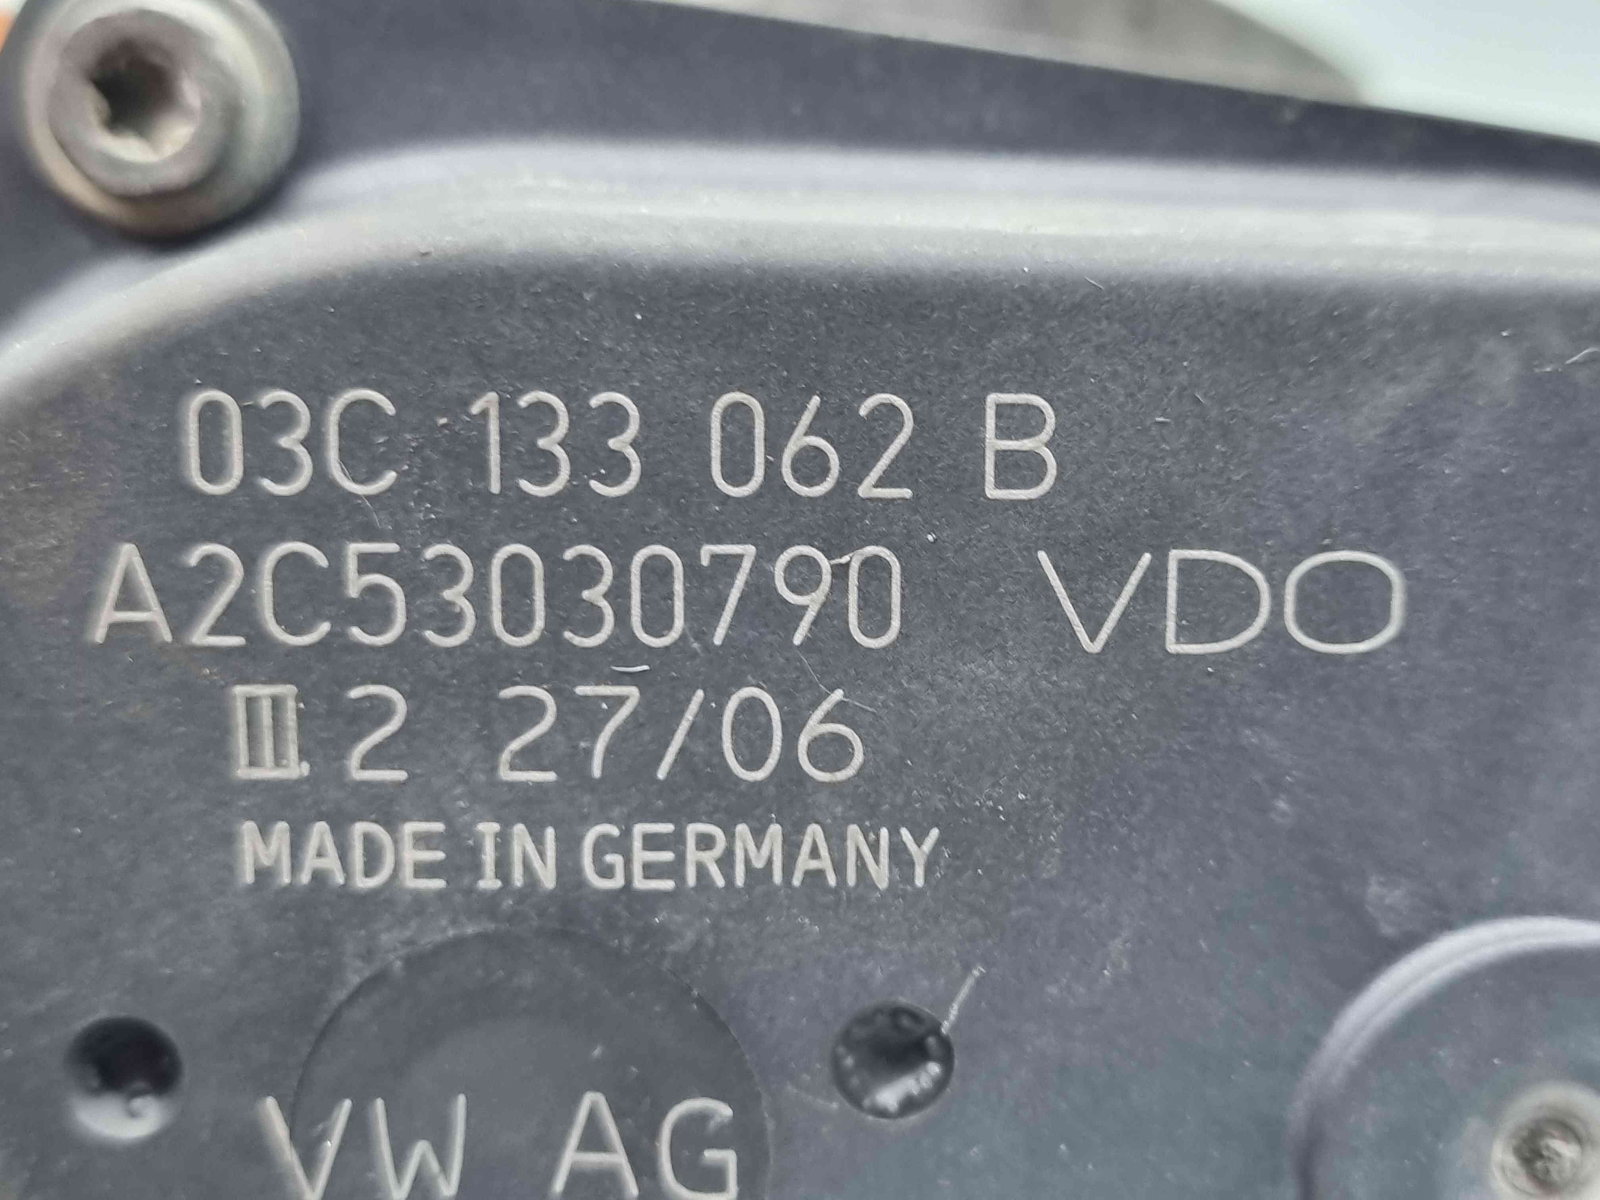 03C 133 062 B
A2C53030790 VDO
III 2 27/06
MADE IN GERMANY
VW AG